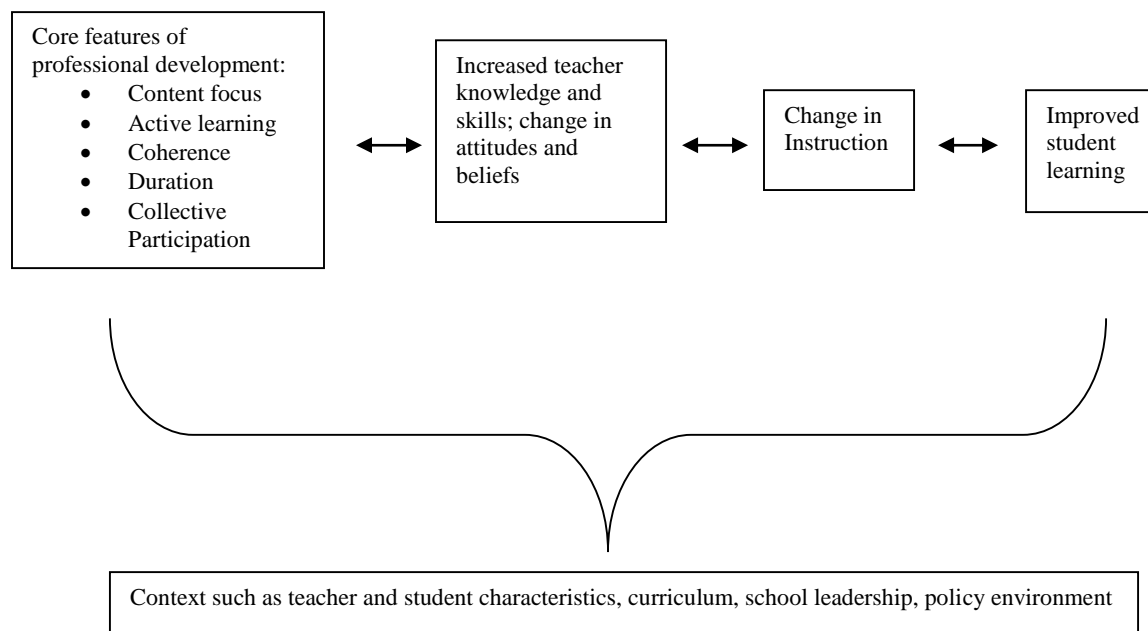 Core features of
professional development:
• Content focus
• Active learning
• Coherence
• Duration
• Collective
Participation
Increased teacher
knowledge and
skills; change in
attitudes and
beliefs
Change in
Instruction
Improved
student
learning
Context such as teacher and student characteristics, curriculum, school leadership, policy environment